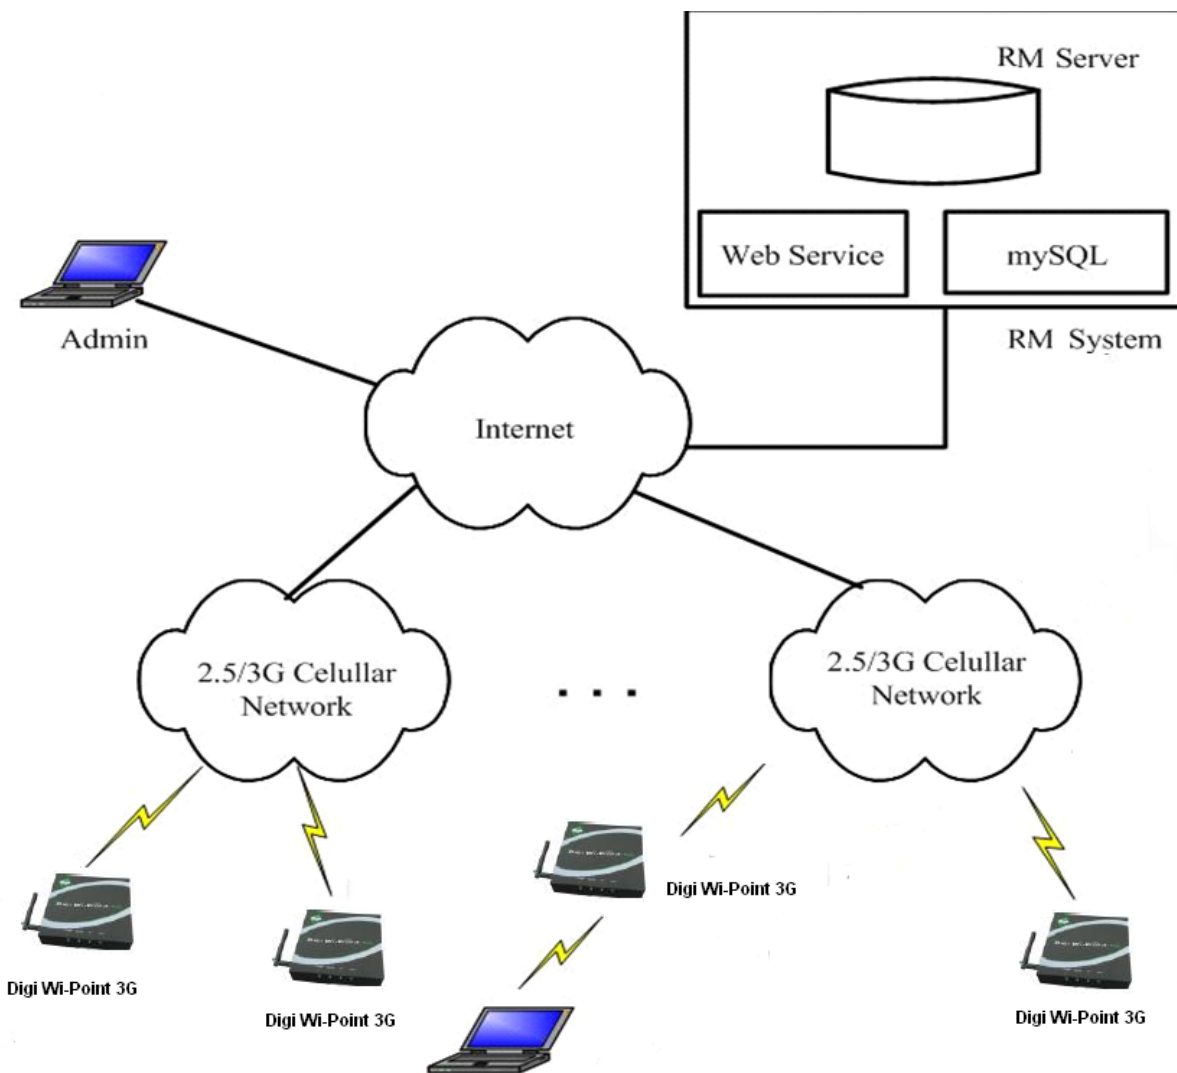 RM Server
Web Service
mySQL
RM System
Admin
Internet
2.5/3G Celullar
Network
. . .
2.5/3G Celullar
Network
Digi Wi-Point 3G
Digi Wi-Point 3G
Digi Wi-Point 3G
Digi Wi-Point 3G